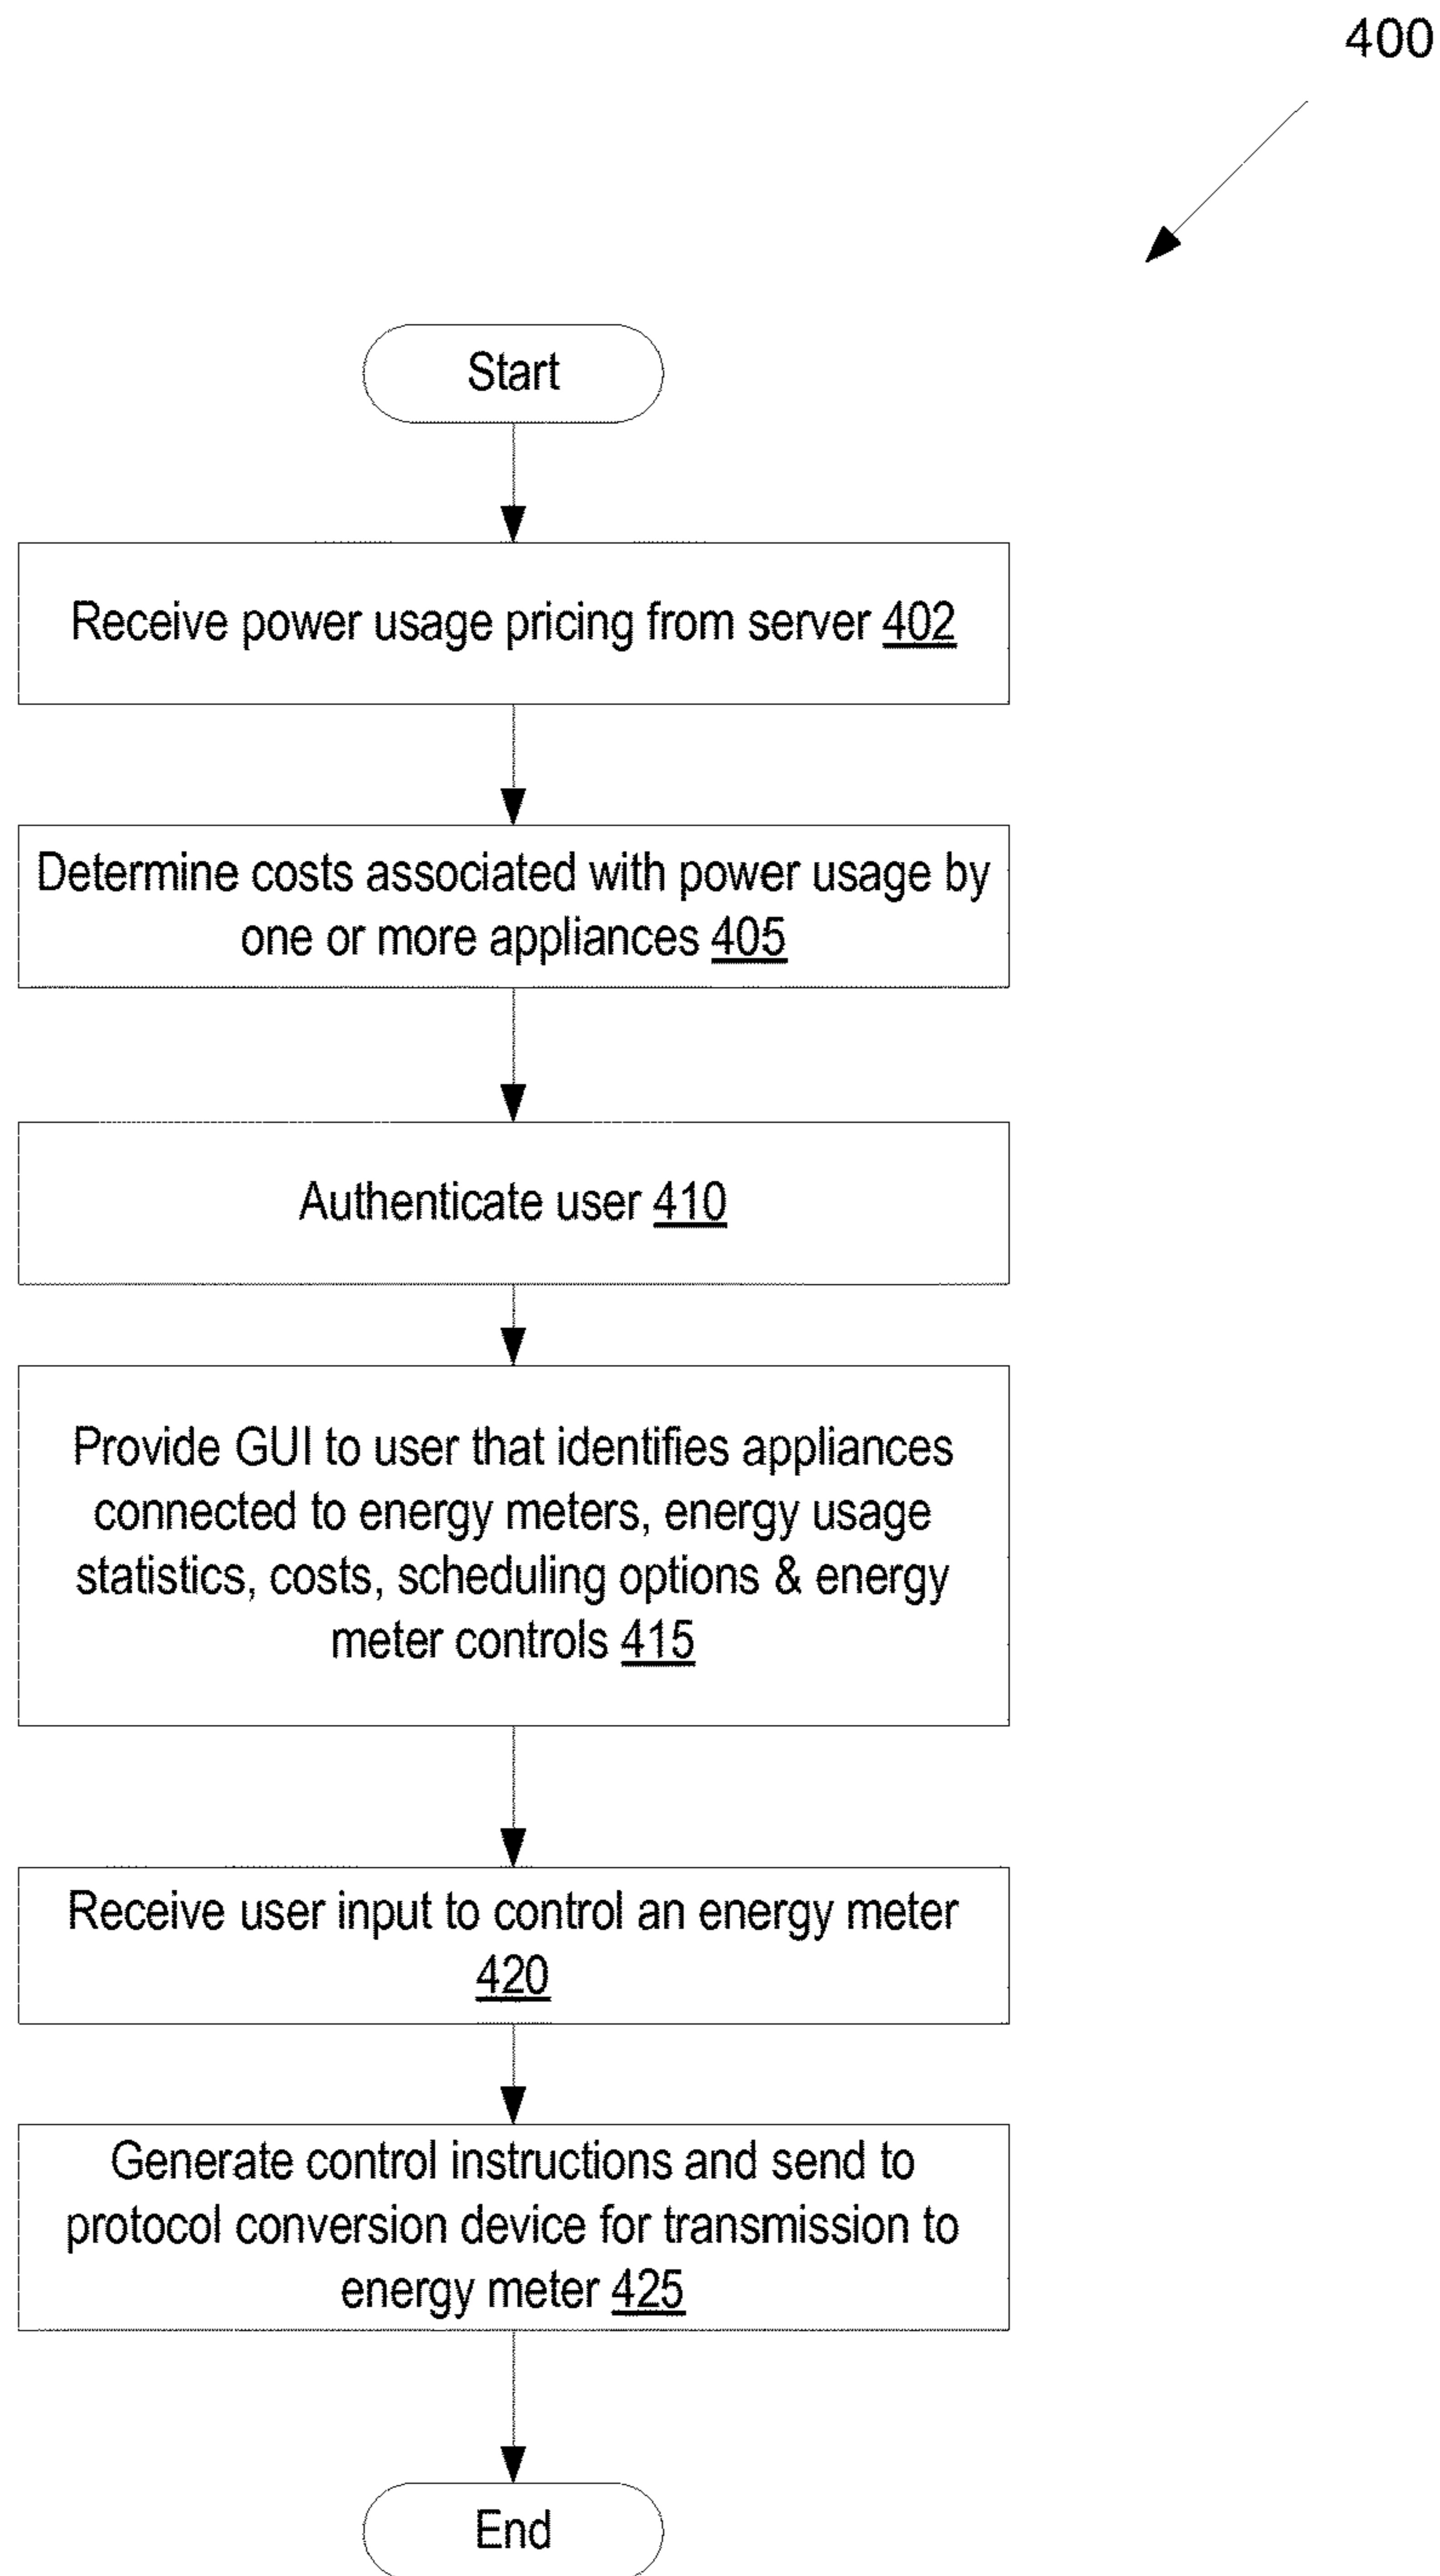 400
Start
Receive power usage pricing from server 402
Determine costs associated with power usage by
one or more appliances 405
Authenticate user 410
Provide GUI to user that identifies appliances
connected to energy meters, energy usage
statistics, costs, scheduling options & energy
meter controls 415
Receive user input to control an energy meter
420
Generate control instructions and send to
protocol conversion device for transmission to
energy meter 425
End